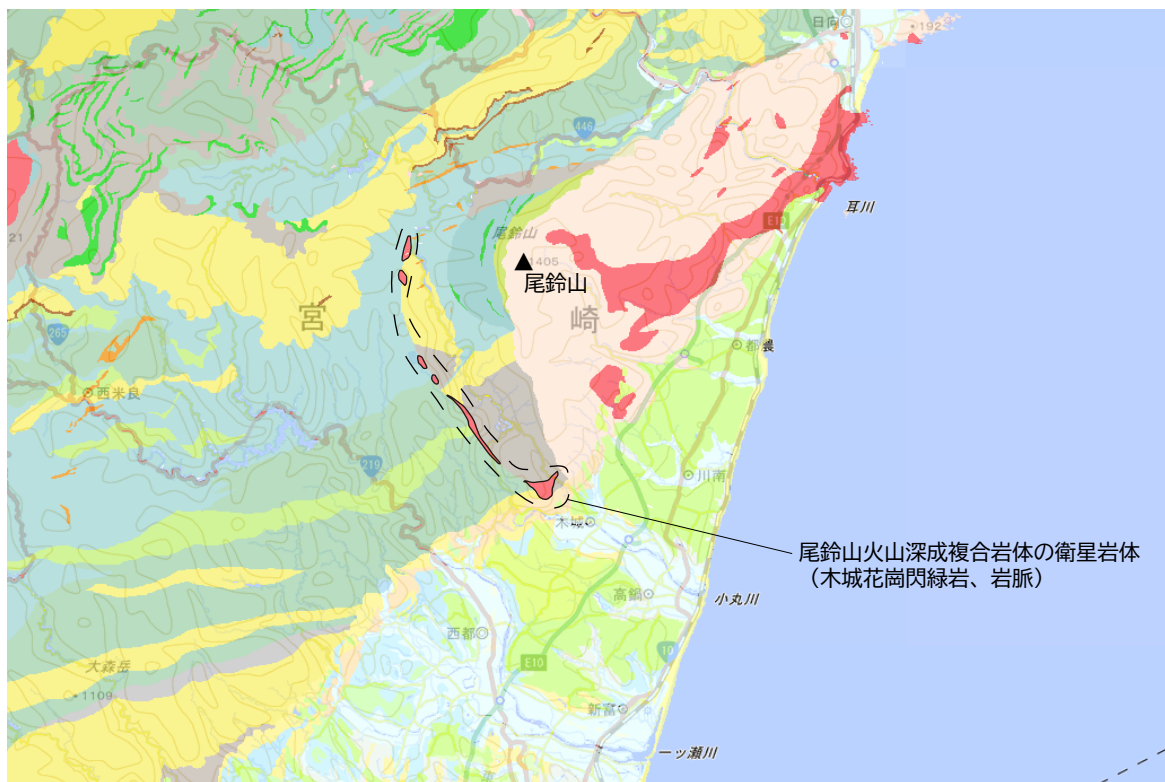 日向
・192
446
耳川
E10
尾鈴山
1405
尾鈴山
21
宮
崎
265
都農
西米良
219
川南
木城
尾鈴山火山深成複合岩体の衛星岩体
（木城花崗閃緑岩、岩脈）
高鍋
小丸川
西都
10
大森岳
E10
・1109
新富
一ッ瀬川